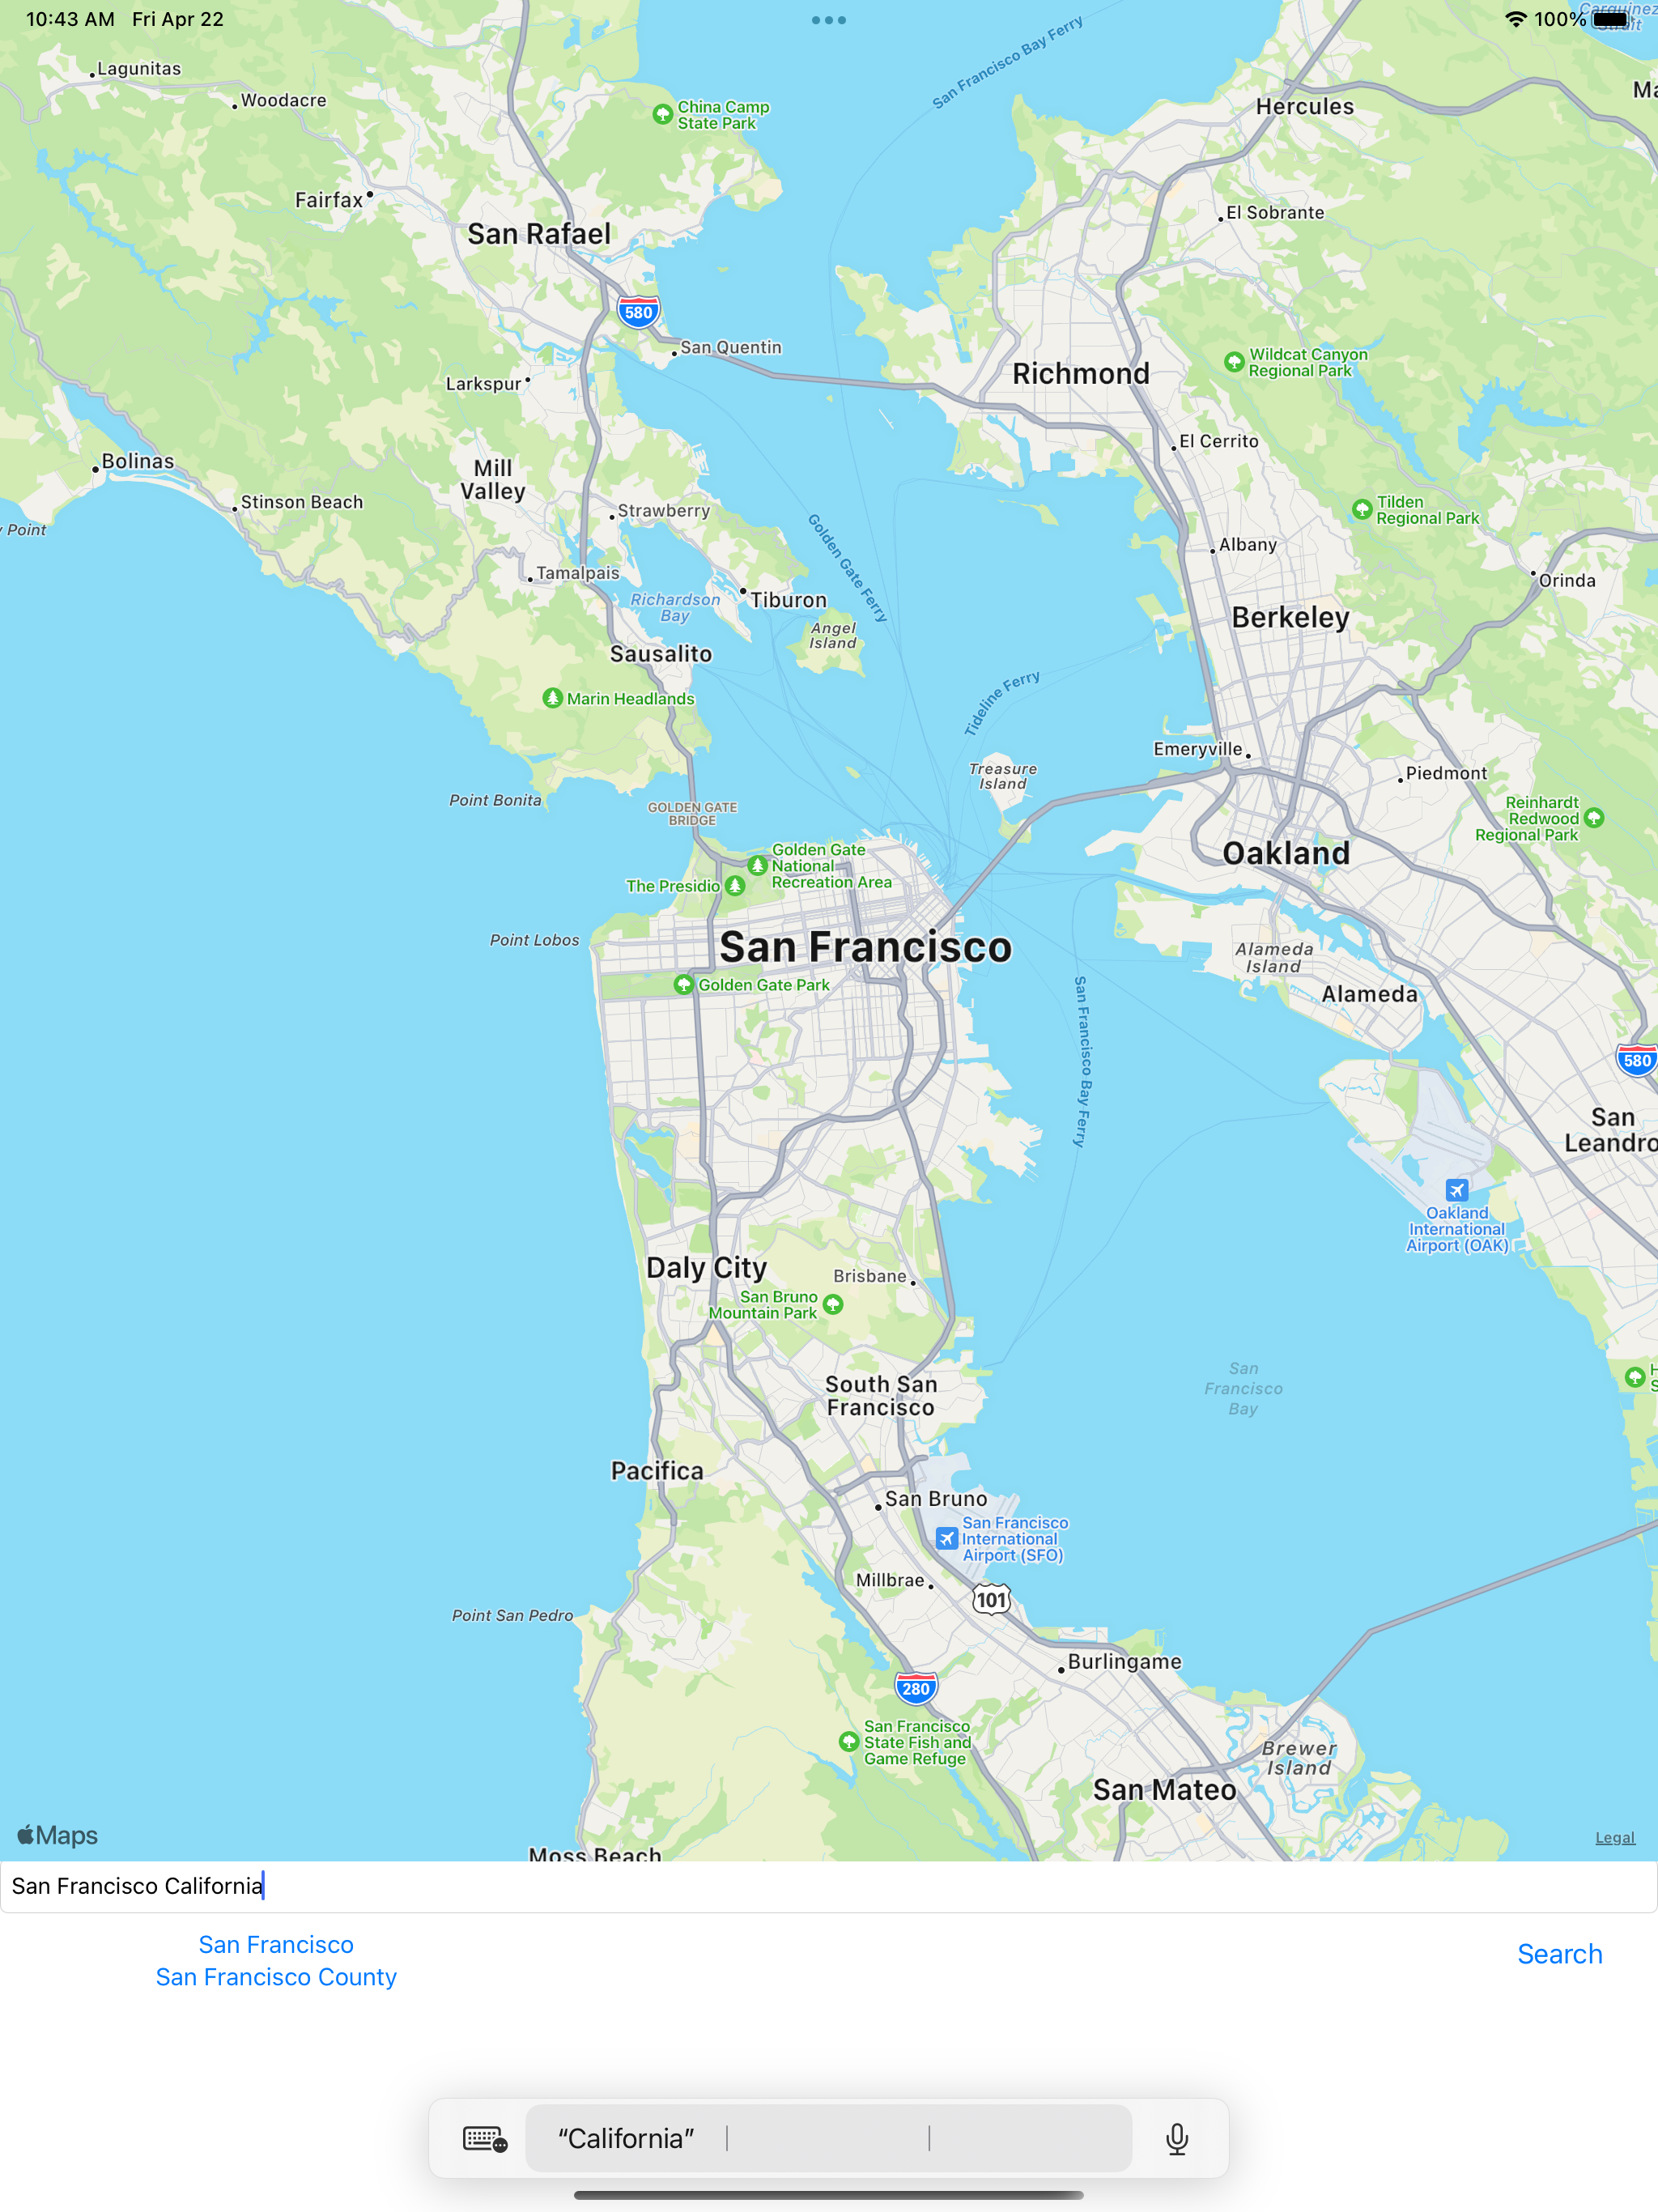 10:43 AM Fri Apr 22
100%
Carquinez
Strait
San Francisco Bay Ferry
Lagunitas
Woodacre
China Camp
State Park
Hercules
Fairfax
San Rafael
El Sobrante
580
San Quentin
Larkspur
Richmond
Wildcat Canyon
Regional Park
El Cerrito
Bolinas
Mill
Valley
Stinson Beach
Strawberry
Tilden
Regional Park
Point
Golden Gate Ferry
Albany
Tamalpais
Orinda
Richardson
Bay
Tiburon
Berkeley
Angel
Island
Sausalito
Marin Headlands
Tideline Ferry
Emeryville
Treasure
Island
Piedmont
Point Bonita
GOLDEN GATE
BRIDGE
Reinhardt
Redwood
Regional Park
Golden Gate
National
Recreation Area
The Presidio
Oakland
Point Lobos
San Francisco
Alameda
Island
Golden Gate Park
Alameda
San Francisco Bay Ferry
580
San
Leandro
Oakland
International
Airport (OAK)
Daly City
Brisbane
San Bruno
Mountain Park
San
Francisco
Bay
South San
Francisco
Pacifica
San Bruno
San Francisco
International
Airport (SFO)
Millbrae
101
Point San Pedro
Burlingame
280
San Francisco
State Fish and
Game Refuge
Brewer
Island
San Mateo
Maps
Legal
Moss Beach
San Francisco California
San Francisco
San Francisco County
Search
“California”